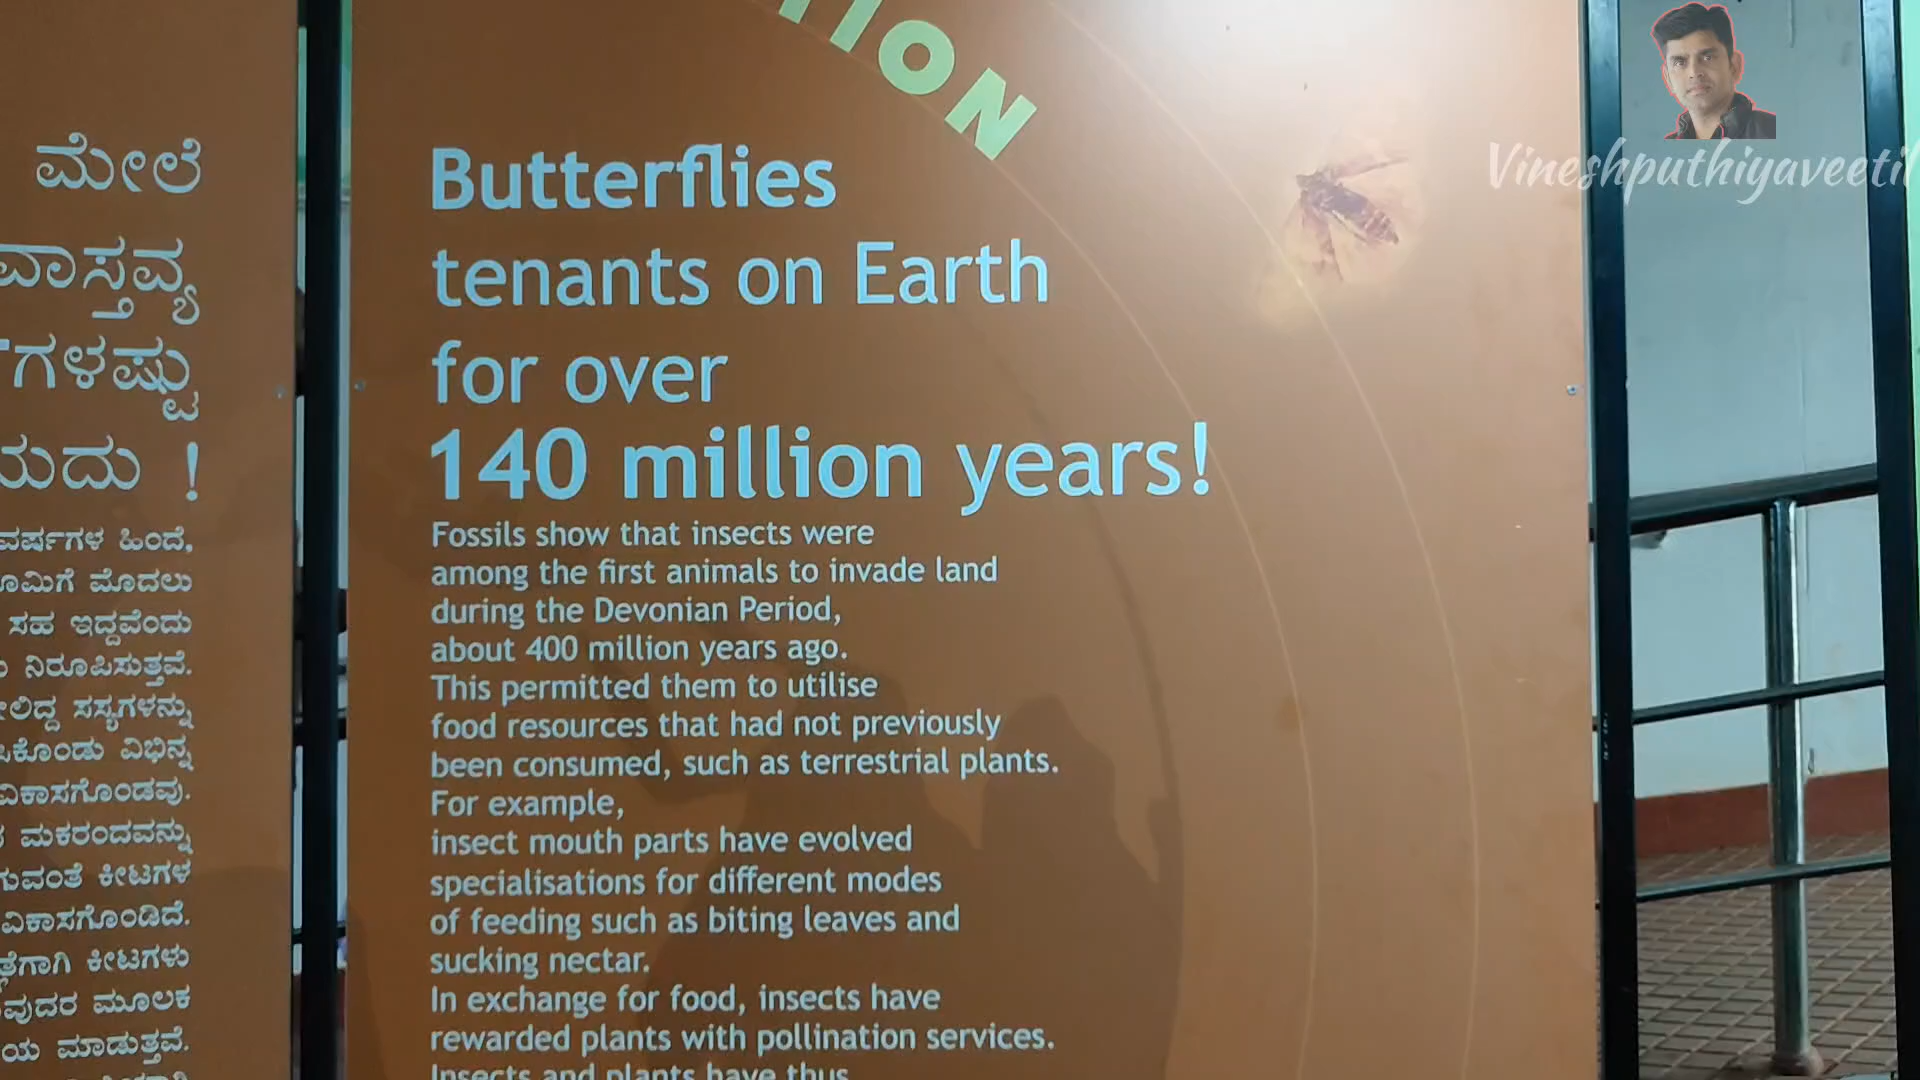 ಮೇಲೆ
ವಾಸ್ತವ್ಯ
ಯದು !
ವರ್ಷಗಳ ಹಿಂದೆ,
ಮೊದಲು
ಸಹ ಇದ್ದವೆಂದು
ನಿರೂಪಿಸುತ್ತವೆ.
ಸಸ್ಯಗಳನ್ನು
ವಿಭಿನ್ನ
ವಿಕಾಸಗೊಂಡವು.
ಮಕರಂದವನ್ನು
ಕೀಟಗಳ
ವಿಕಾಸಗೊಂಡಿದೆ.
ಕೀಟಗಳು
ಮೂಲಕ
ಮಾಡುತ್ತವೆ.
TION
Butterflies
tenants on Earth
for over
140 million years!
Fossils show that insects were
among the first animals to invade land
during the Devonian Period,
about 400 million years ago.
This permitted them to utilise
food resources that had not previously
been consumed, such as terrestrial plants.
For example,
insect mouth parts have evolved
specialisations for different modes
of feeding such as biting leaves and
sucking nectar.
In exchange for food, insects have
rewarded plants with pollination services.
Insects and plants have thus
Vineshputhiyaveetil